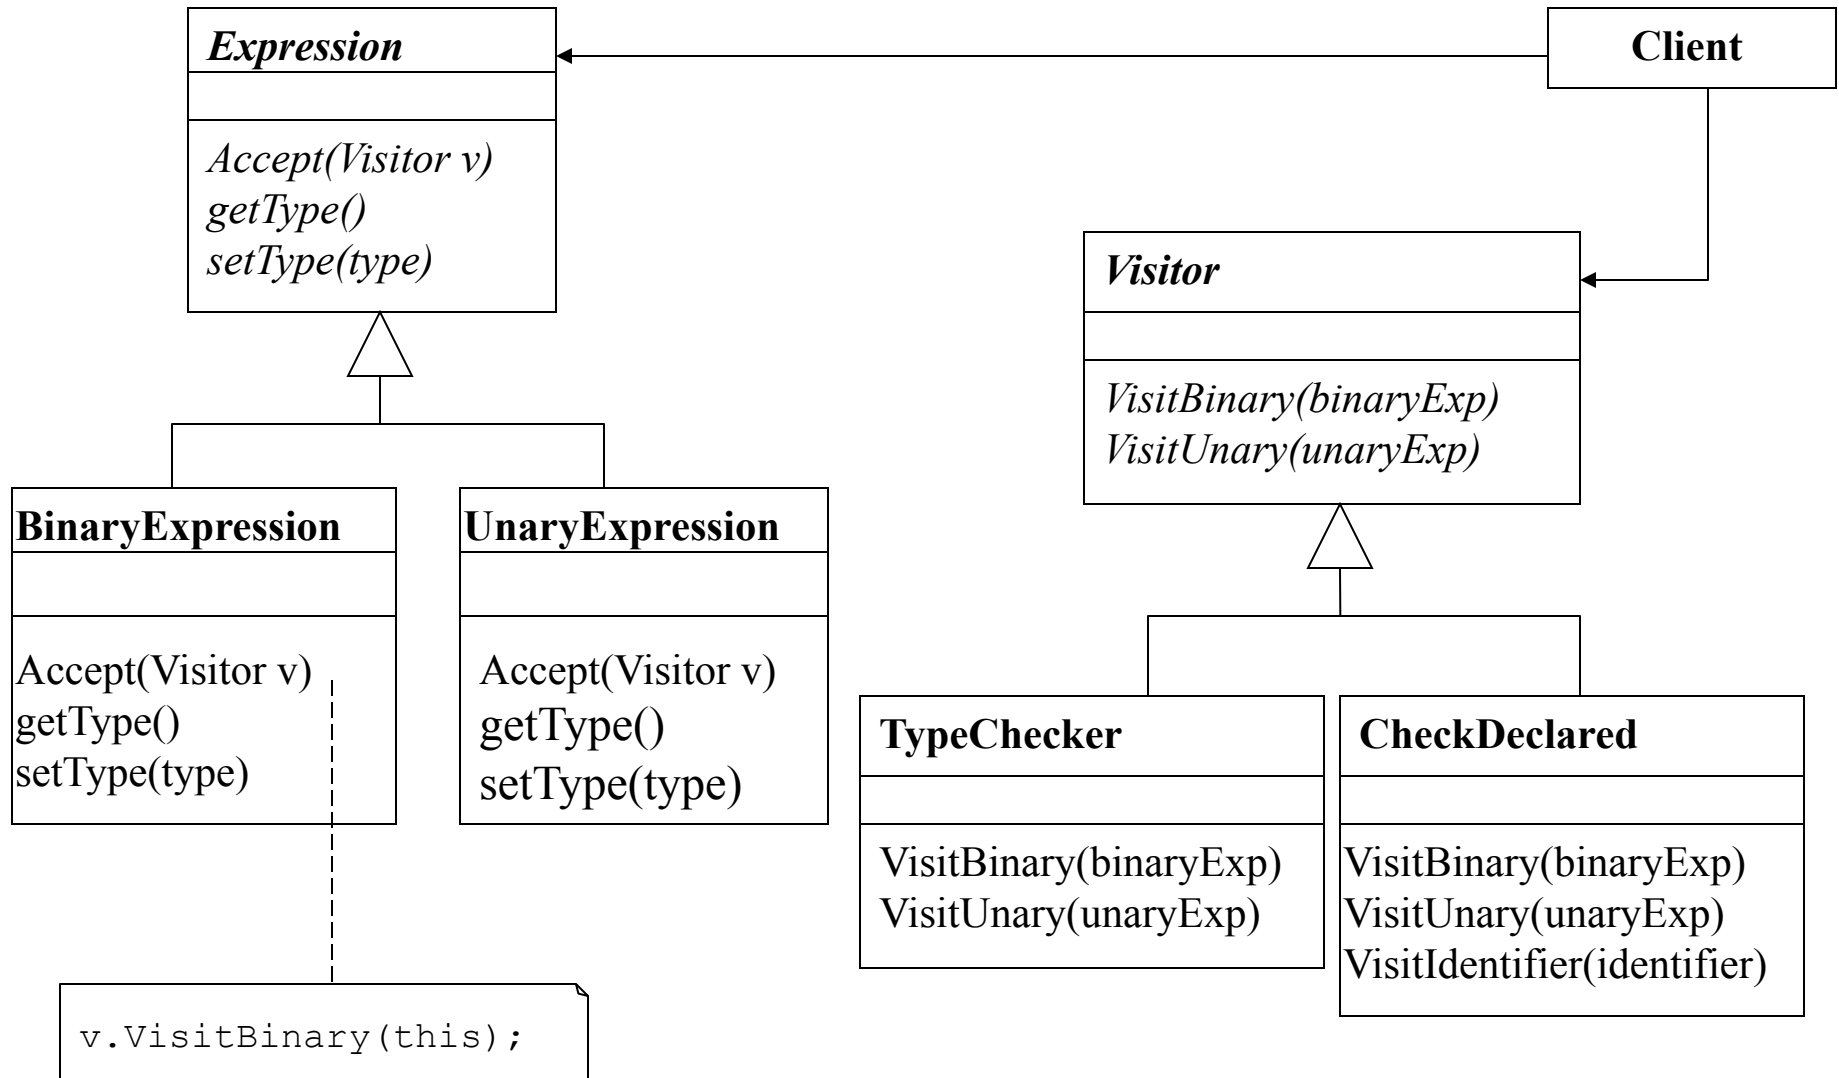 Expression
Accept(Visitor v)
getType()
setType(type)
Client
Visitor
VisitBinary(binaryExp)
VisitUnary(unaryExp)
BinaryExpression
Accept(Visitor v)
getType()
setType(type)
UnaryExpression
Accept(Visitor v)
getType()
setType(type)
TypeChecker
VisitBinary(binaryExp)
VisitUnary(unaryExp)
CheckDeclared
VisitBinary(binaryExp)
VisitUnary(unaryExp)
VisitIdentifier(identifier)
v.VisitBinary(this);